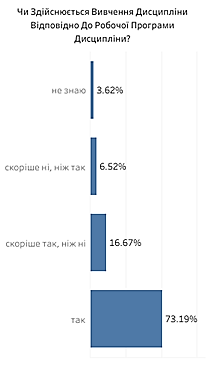 Чи Здійснюється Вивчення Дисципліни
Відповідно До Робочої Програми
Дисципліни?
не знаю
3.62%
скоріше ні, ніж так
6.52%
скоріше так, ніж ні
16.67%
так
73.19%